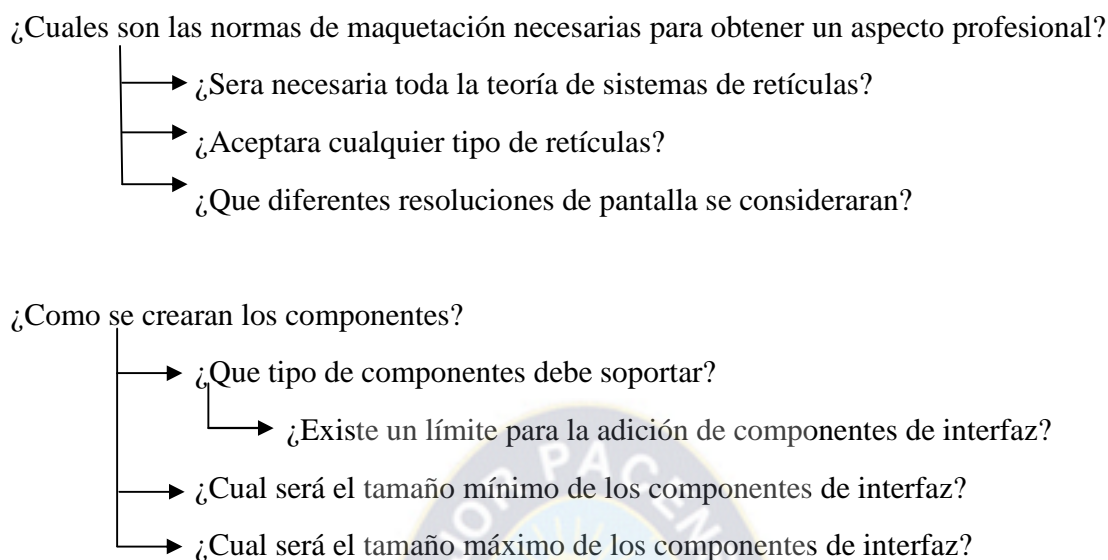 ¿Cuales son las normas de maquetación necesarias para obtener un aspecto profesional?
¿Sera necesaria toda la teoría de sistemas de retículas?
¿Aceptara cualquier tipo de retículas?
¿Que diferentes resoluciones de pantalla se consideraran?
¿Como se crearan los componentes?
¿Que tipo de componentes debe soportar?
¿Existe un límite para la adición de componentes de interfaz?
¿Cual será el tamaño mínimo de los componentes de interfaz?
¿Cual será el tamaño máximo de los componentes de interfaz?